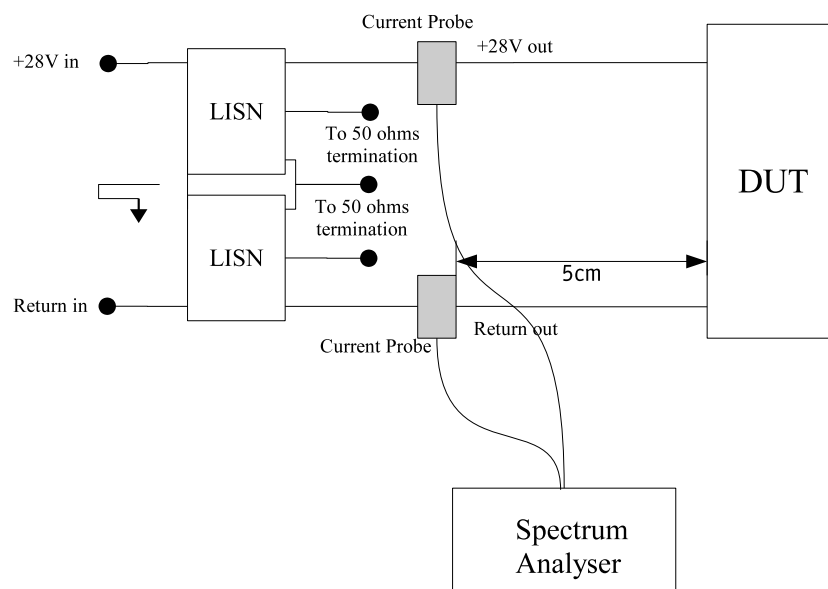 Current Probe
+28V in
+28V out
LISN
To 50 ohms
termination
DUT
To 50 ohms
termination
LISN
5cm
Return in
Return out
Current Probe
Spectrum
Analyser